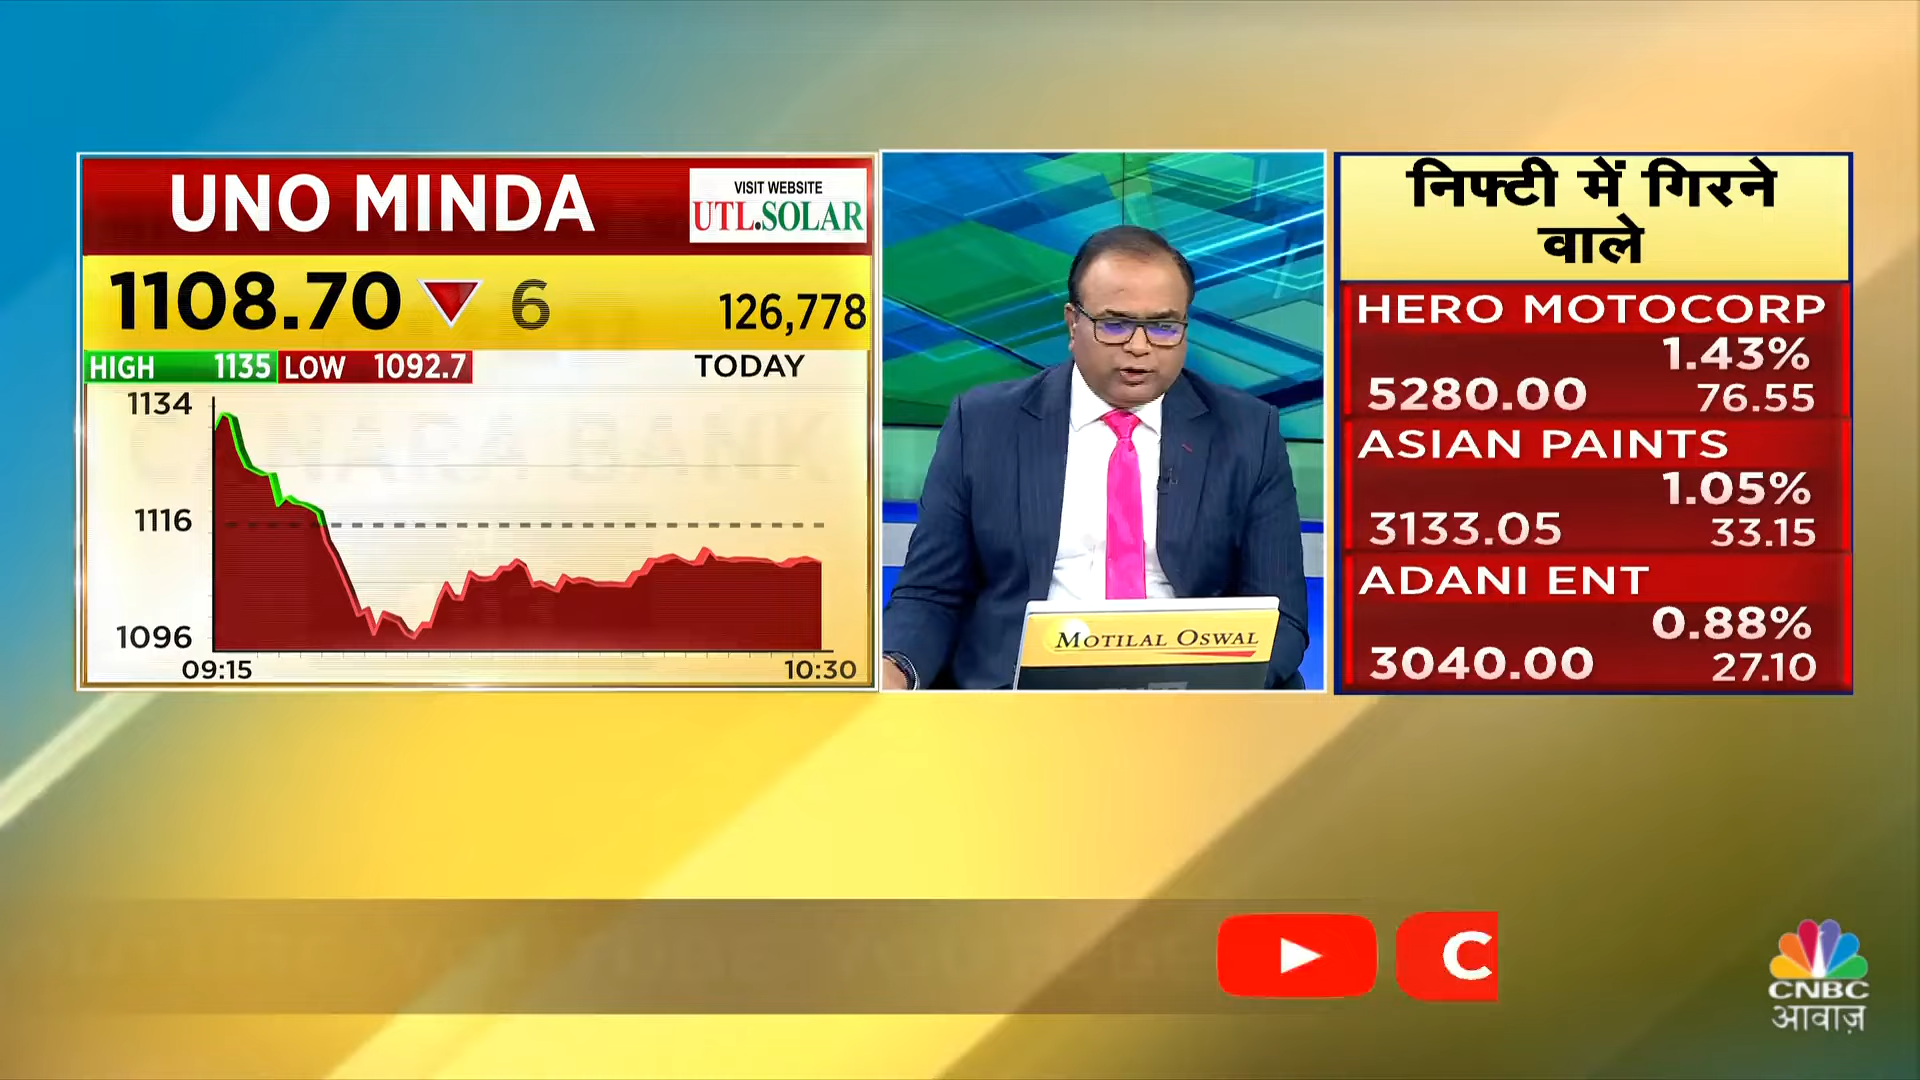 UNO MINDA
VISIT WEBSITE
UTL.SOLAR
1108.70 6 126,778
HIGH 1135 LOW 1092.7 TODAY
1134
CANARA BANK
1116
1096
09:15 10:30
MOTILAL OSWAL
निफ्टी में गिरने
वाले
HERO MOTOCORP
1.43%
5280.00 76.55
ASIAN PAINTS
1.05%
3133.05 33.15
ADANI ENT
0.88%
3040.00 27.10
C
CNBC
आवाज़